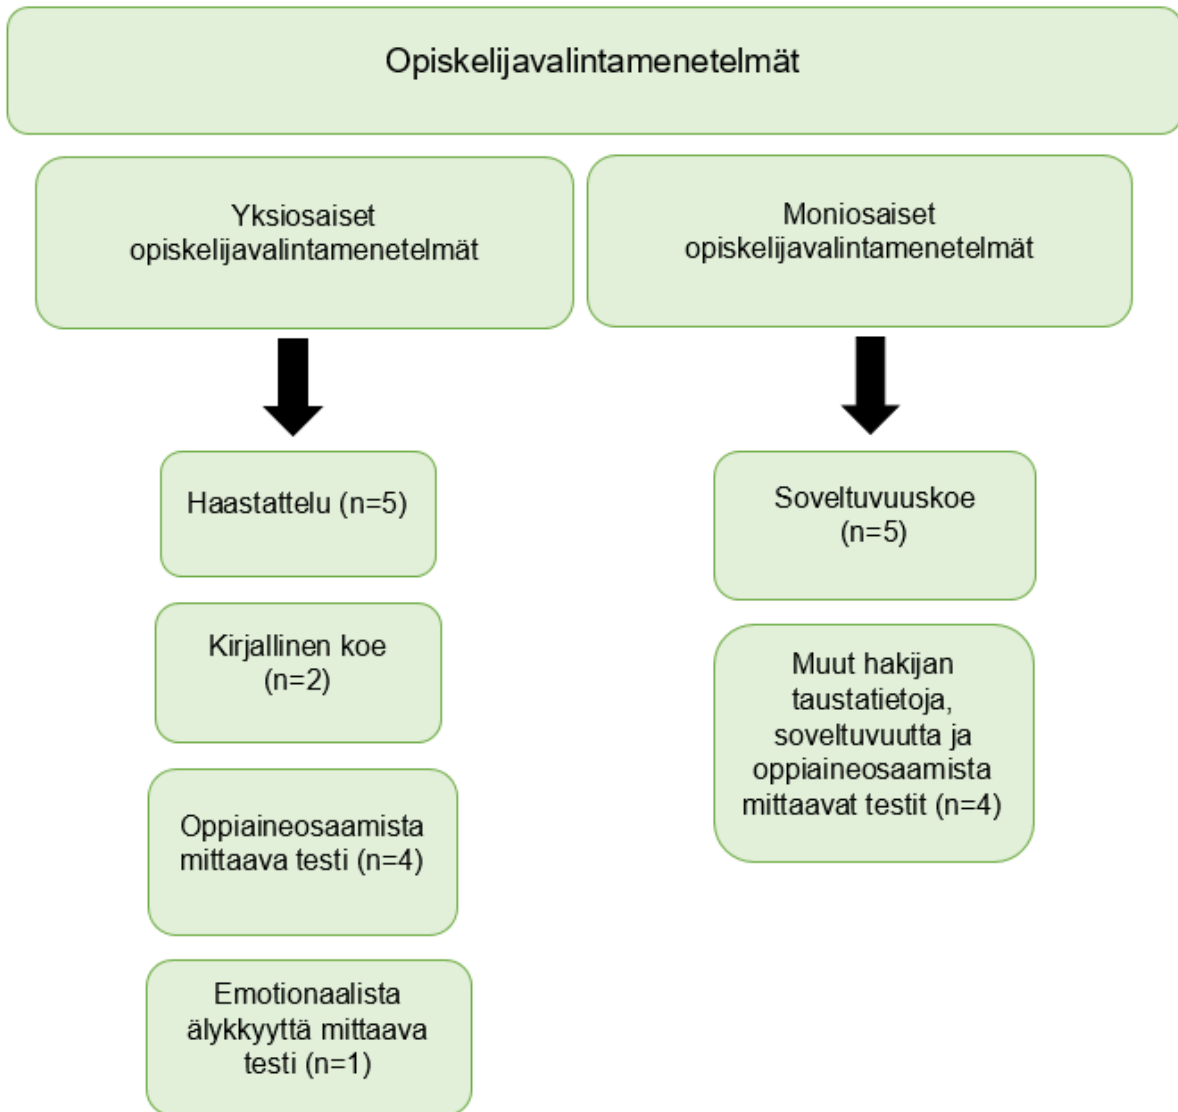 Opiskelijavalintamenetelmät
Yksiosaiset
opiskelijavalintamenetelmät
Moniosaiset
opiskelijavalintamenetelmät
Haastattelu (n=5)
Kirjallinen koe
(n=2)
Oppiaineosaamista
mittaava testi (n=4)
Emotionaalista
älykkyyttä mittaava
testi (n=1)
Soveltuvuuskoe
(n=5)
Muut hakijan
taustatietoja,
soveltuvuutta ja
oppiaineosaamista
mittaavat testit (n=4)